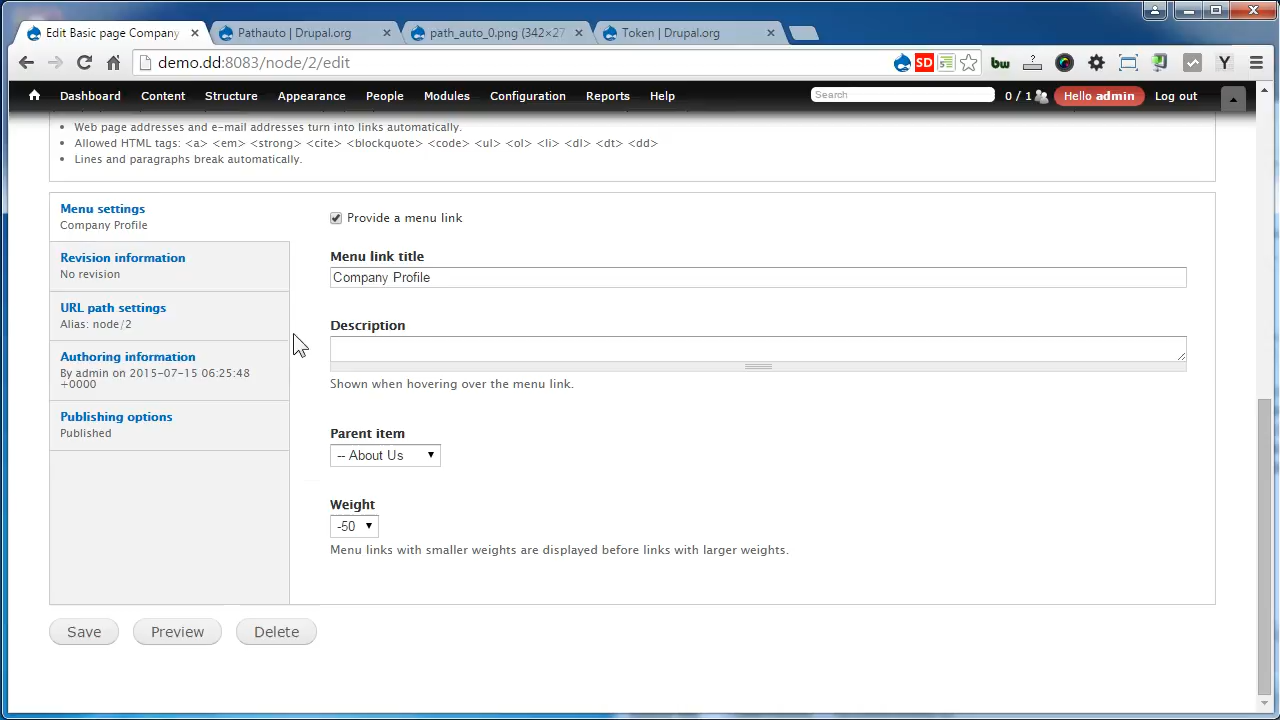 Edit Basic page Company
Pathauto | Drupal.org
path_auto_0.png (342×27
Token | Drupal.org
demo.dd:8083/node/2/edit
SD
bw
Y
Dashboard Content Structure Appearance People Modules Configuration Reports Help
Search
0 / 1
Hello admin
Log out
Web page addresses and e-mail addresses turn into links automatically.
Allowed HTML tags: <a> <em> <strong> <cite> <blockquote> <code> <ul> <ol> <li> <dl> <dt> <dd>
Lines and paragraphs break automatically.
Menu settings
Company Profile
Revision information
No revision
URL path settings
Alias: node/2
Authoring information
By admin on 2015-07-15 06:25:48
+0000
Publishing options
Published
Provide a menu link
Menu link title
Company Profile
Description
Shown when hovering over the menu link.
Parent item
-- About Us
Weight
-50
Menu links with smaller weights are displayed before links with larger weights.
Save
Preview
Delete